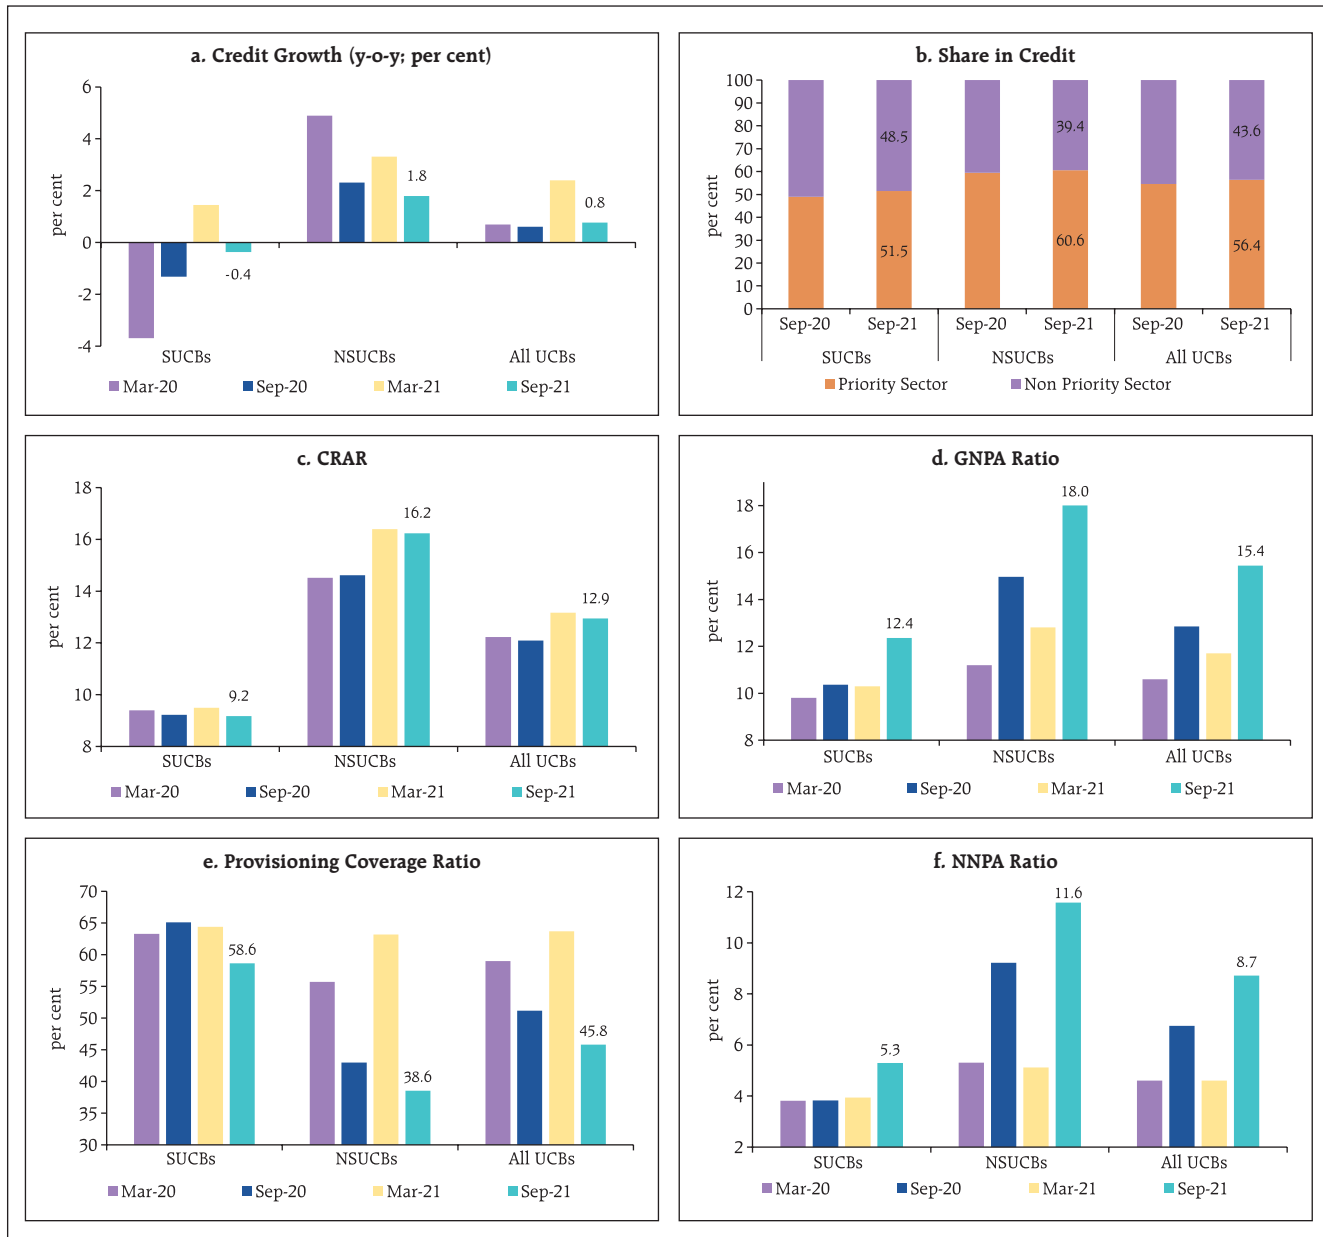 a. Credit Growth (y-o-y; per cent)
per cent
6
4
2
0
-2
-4
-0.4
1.8
0.8
SUCBs NSUCBs All UCBs
Mar-20 Sep-20 Mar-21 Sep-21
b. Share in Credit
per cent
100
90
80
70
60
50
40
30
20
10
0
48.5 39.4 43.6
51.5 60.6 56.4
Sep-20 Sep-21 Sep-20 Sep-21 Sep-20 Sep-21
SUCBs NSUCBs All UCBs
Priority Sector Non Priority Sector
c. CRAR
per cent
18
16
14
12
10
8
9.2
16.2
12.9
SUCBs NSUCBs All UCBs
Mar-20 Sep-20 Mar-21 Sep-21
d. GNPA Ratio
per cent
18
16
14
12
10
8
12.4
18.0
15.4
SUCBs NSUCBs All UCBs
Mar-20 Sep-20 Mar-21 Sep-21
e. Provisioning Coverage Ratio
per cent
70
65
60
55
50
45
40
35
30
58.6
38.6
45.8
SUCBs NSUCBs All UCBs
Mar-20 Sep-20 Mar-21 Sep-21
f. NNPA Ratio
per cent
12
10
8
6
4
2
5.3
11.6
8.7
SUCBs NSUCBs All UCBs
Mar-20 Sep-20 Mar-21 Sep-21